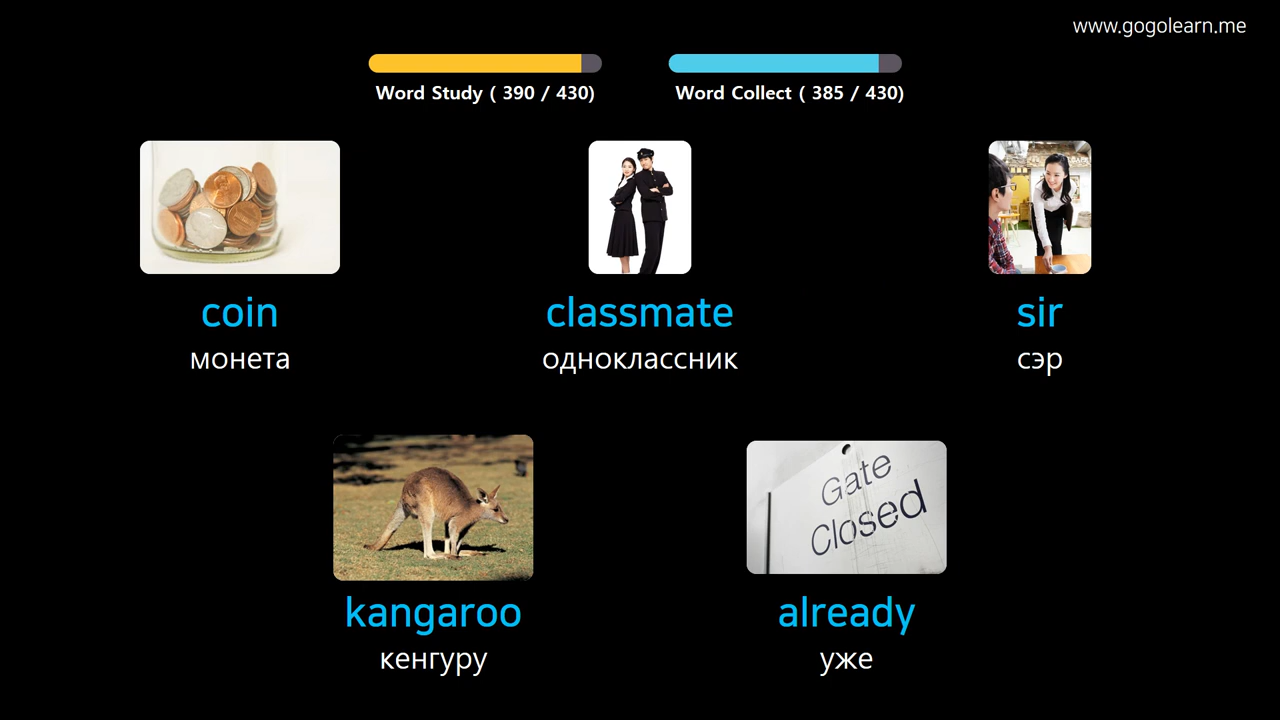 www.gogolearn.me
Word Study ( 390 / 430)
Word Collect ( 385 / 430)
coin
монета
classmate
одноклассник
sir
сэр
Gate
Closed
kangaroo
кенгуру
already
уже